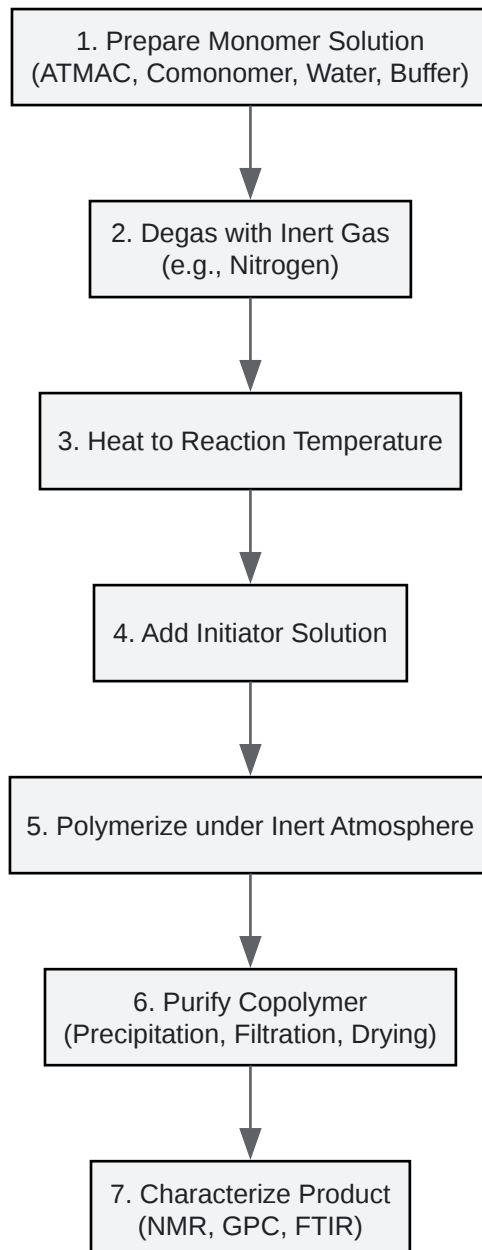 1. Prepare Monomer Solution
(ATMAC, Comonomer, Water, Buffer)
2. Degas with Inert Gas
(e.g., Nitrogen)
3. Heat to Reaction Temperature
4. Add Initiator Solution
5. Polymerize under Inert Atmosphere
6. Purify Copolymer
(Precipitation, Filtration, Drying)
7. Characterize Product
(NMR, GPC, FTIR)